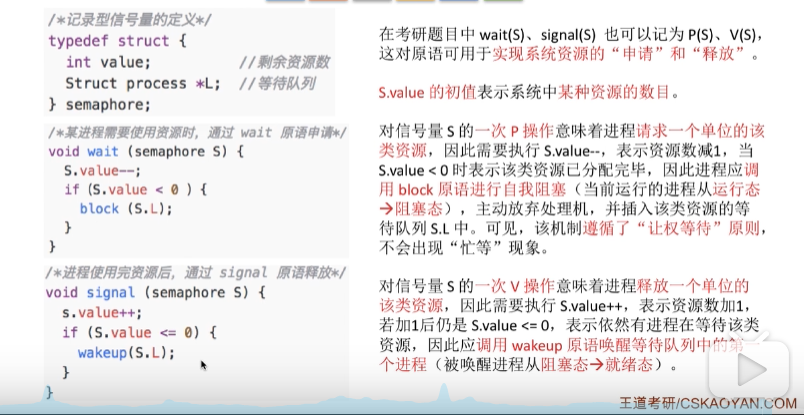 /*记录型信号量的定义*/
typedef struct {
int value; //剩余资源数
Struct process *L; //等待队列
} semaphore;
/*某进程需要使用资源时，通过 wait 原语申请*/
void wait (semaphore S) {
S.value--;
if (S.value < 0 ) {
block (S.L);
}
}
/*进程使用完资源后，通过 signal 原语释放*/
void signal (semaphore S) {
s.value++;
if (S.value <= 0) {
wakeup(S.L);
}
}
在考研题目中 wait(S)、signal(S) 也可以记为 P(S)、V(S)，
这对原语可用于实现系统资源的“申请”和“释放”。
S.value 的初值表示系统中某种资源的数目。
对信号量 S 的一次 P 操作意味着进程请求一个单位的该
类资源，因此需要执行 S.value--，表示资源数减1，当
S.value < 0 时表示该类资源已分配完毕，因此进程应调
用 block 原语进行自我阻塞（当前运行的进程从运行态
→阻塞态），主动放弃处理机，并插入该类资源的等
待队列 S.L 中。可见，该机制遵循了“让权等待”原则，
不会出现“忙等”现象。
对信号量 S 的一次 V 操作意味着进程释放一个单位的
该类资源，因此需要执行 S.value++，表示资源数加1，
若加1后仍是 S.value <= 0，表示依然有进程在等待该类
资源，因此应调用 wakeup 原语唤醒等待队列中的第一
个进程（被唤醒进程从阻塞态→就绪态）。
王道考研/CSKAOYAN.COM